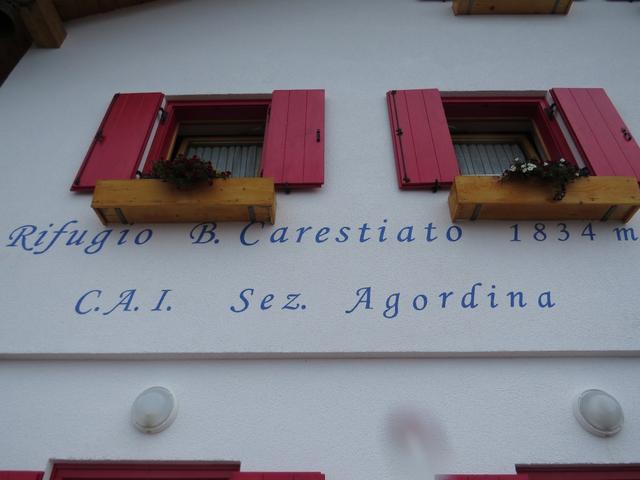 Rifugio B. Carestiato 1834 m
C.A.I. Sez. Agordina